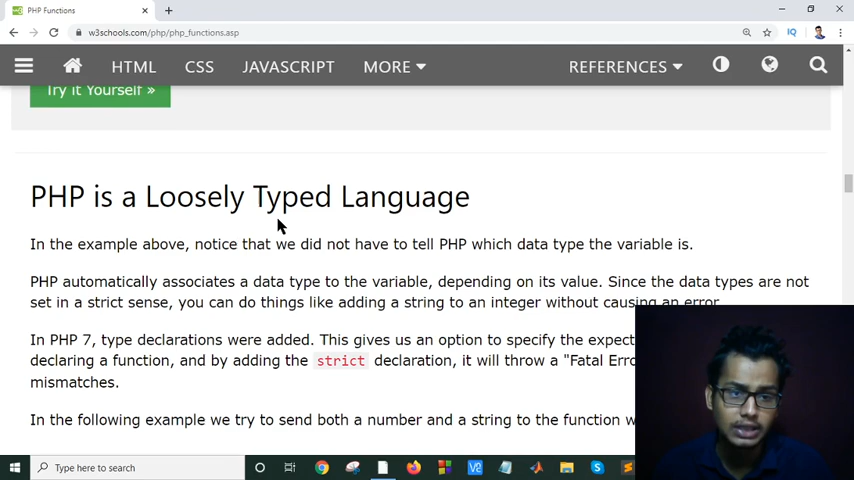 PHP Functions
w3schools.com/php/php_functions.asp
IQ
HTML CSS JAVASCRIPT MORE REFERENCES
Try it Yourself »
PHP is a Loosely Typed Language
In the example above, notice that we did not have to tell PHP which data type the variable is.
PHP automatically associates a data type to the variable, depending on its value. Since the data types are not
set in a strict sense, you can do things like adding a string to an integer without causing an error.
In PHP 7, type declarations were added. This gives us an option to specify the
declaring a function, and by adding the strict declaration, it will throw a "Fatal
mismatches.
In the following example we try to send both a number and a string to the function
Type here to search
V2
S